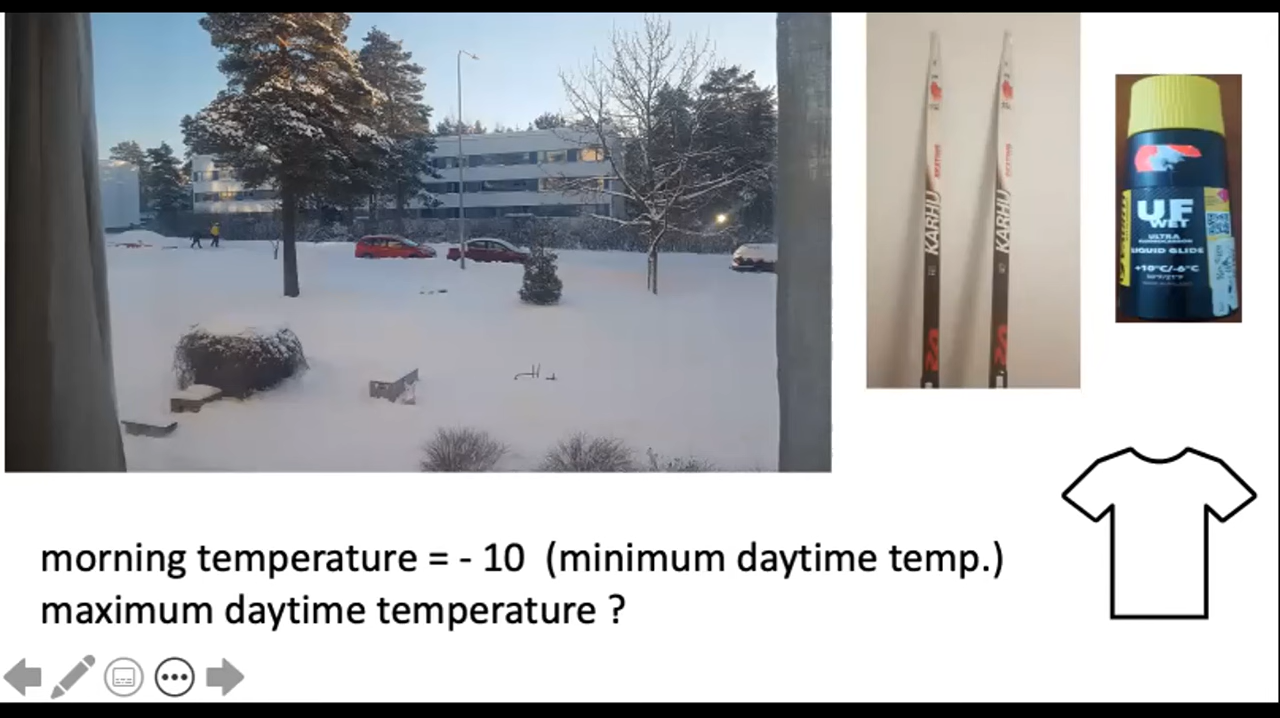 KARHU
KARHU
UF
WET
ULTRA
LIQUID GLIDE
+10°C/-6°C
morning temperature = - 10 (minimum daytime temp.)
maximum daytime temperature ?